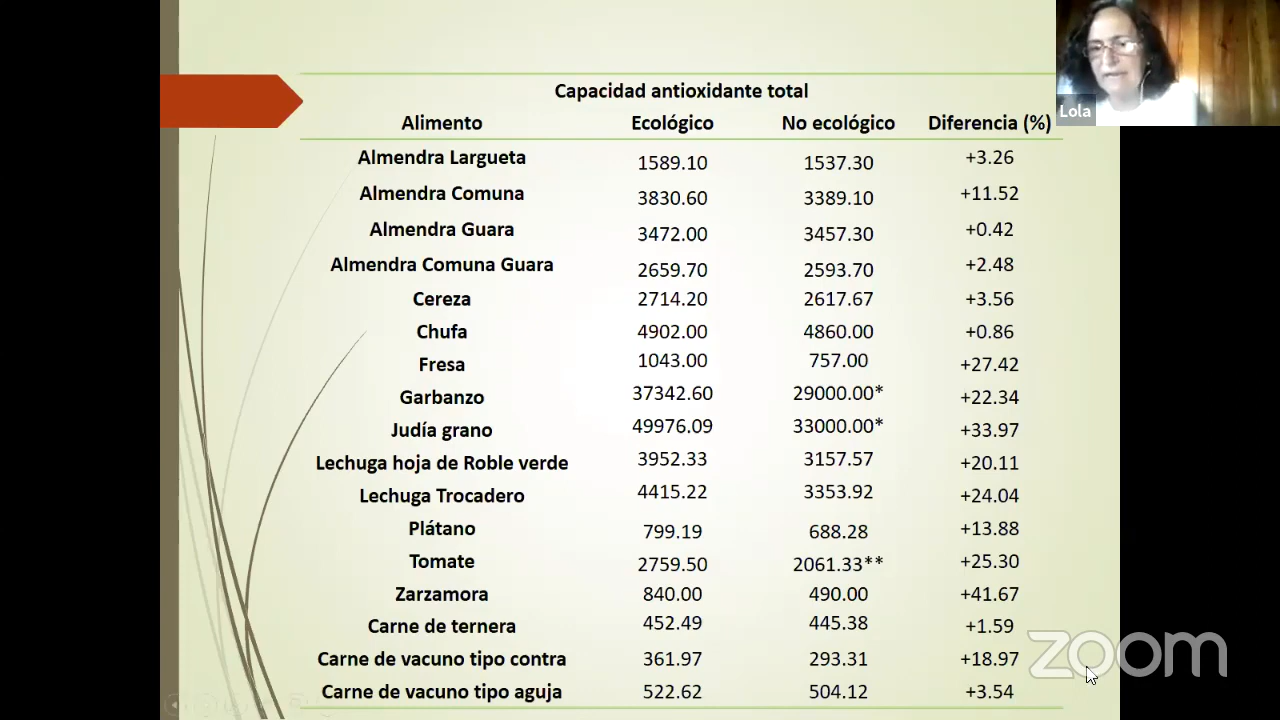 Capacidad antioxidante total
Alimento Ecológico No ecológico Diferencia (%)
Almendra Largueta 1589.10 1537.30 +3.26
Almendra Comuna 3830.60 3389.10 +11.52
Almendra Guara 3472.00 3457.30 +0.42
Almendra Comuna Guara 2659.70 2593.70 +2.48
Cereza 2714.20 2617.67 +3.56
Chufa 4902.00 4860.00 +0.86
Fresa 1043.00 757.00 +27.42
Garbanzo 37342.60 29000.00* +22.34
Judía grano 49976.09 33000.00* +33.97
Lechuga hoja de Roble verde 3952.33 3157.57 +20.11
Lechuga Trocadero 4415.22 3353.92 +24.04
Plátano 799.19 688.28 +13.88
Tomate 2759.50 2061.33** +25.30
Zarzamora 840.00 490.00 +41.67
Carne de ternera 452.49 445.38 +1.59
Carne de vacuno tipo contra 361.97 293.31 +18.97
Carne de vacuno tipo aguja 522.62 504.12 +3.54
Lola
zoom